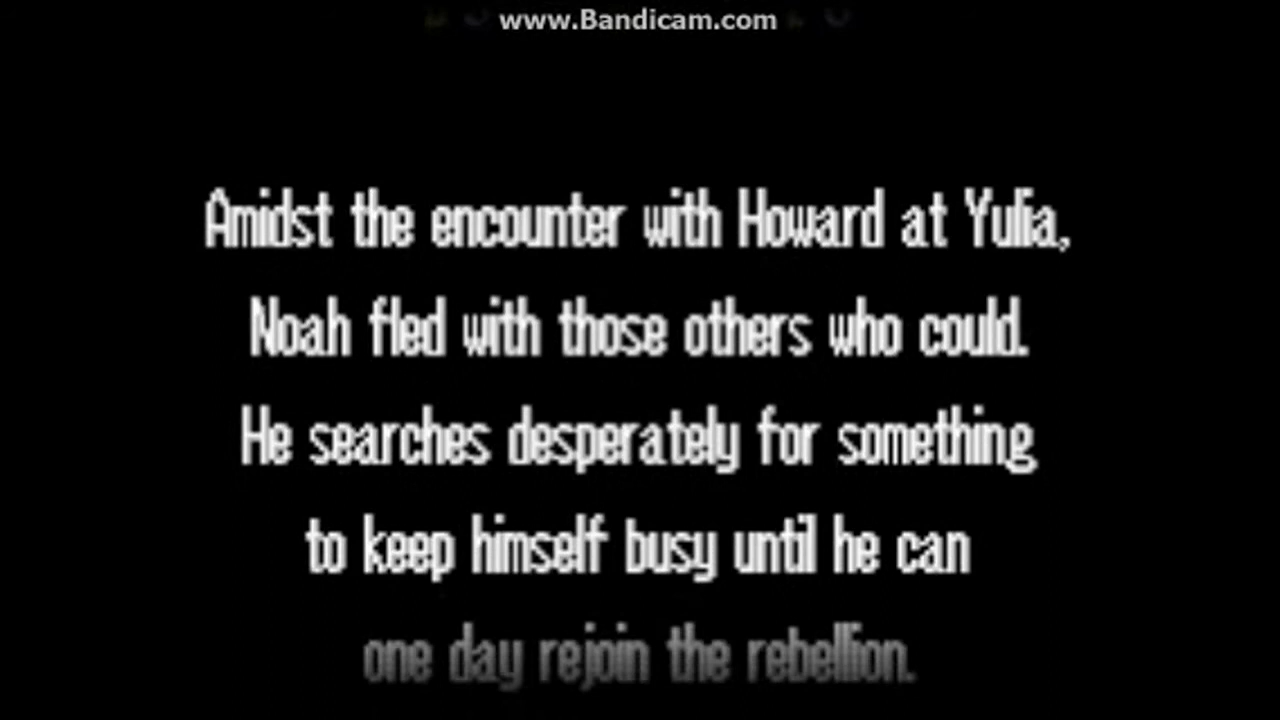 www.Bandicam.com
Amidst the encounter with Howard at Yulia,
Noah fled with those others who could.
He searches desperately for something
to keep himself busy until he can
one day rejoin the rebellion.